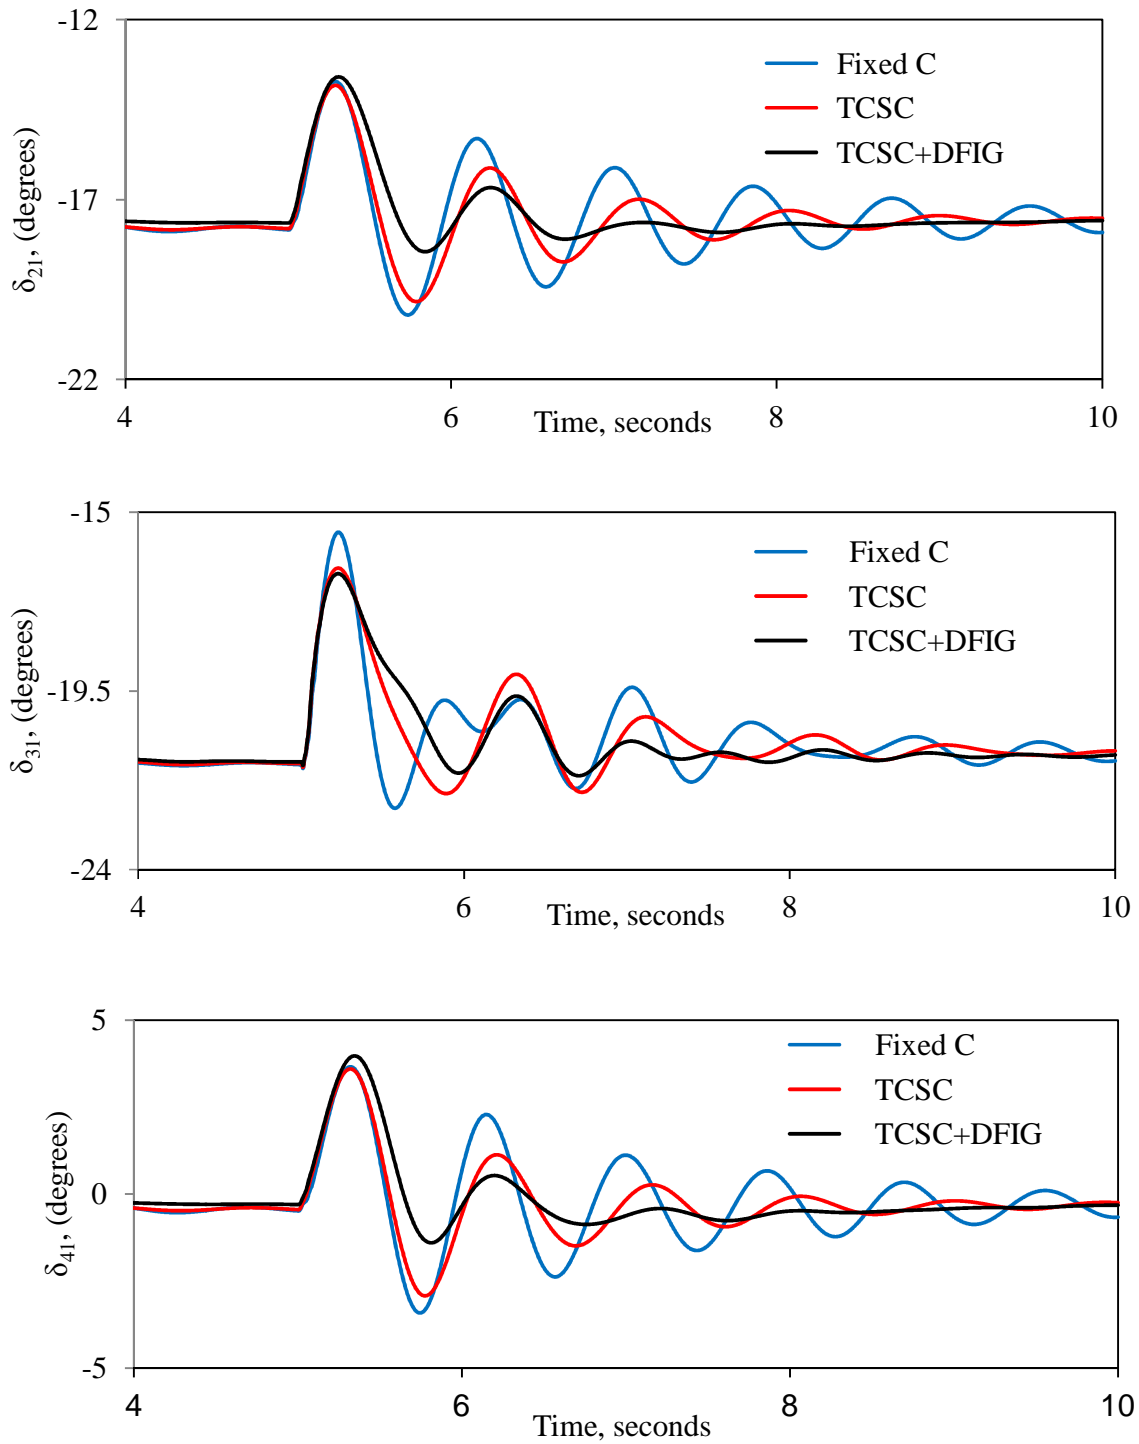 -12
Fixed C
TCSC
TCSC+DFIG
-17
-22
δ21, (degrees)
4 6 8 10
Time, seconds
-15
Fixed C
TCSC
TCSC+DFIG
-19.5
-24
δ31, (degrees)
4 6 8 10
Time, seconds
5
Fixed C
TCSC
TCSC+DFIG
0
-5
δ41, (degrees)
4 6 8 10
Time, seconds